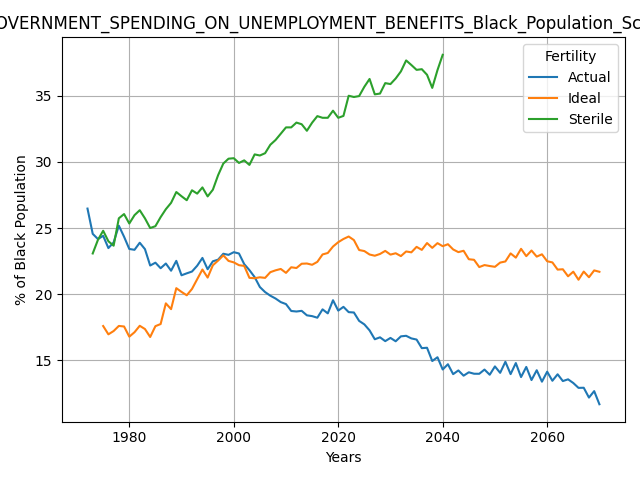 OVERNMENT_SPENDING_ON_UNEMPLOYMENT_BENEFITS_Black_Population_Sc
Fertility
Actual
Ideal
Sterile
% of Black Population
35
30
25
20
15
1980
2000
2020
2040
2060
Years